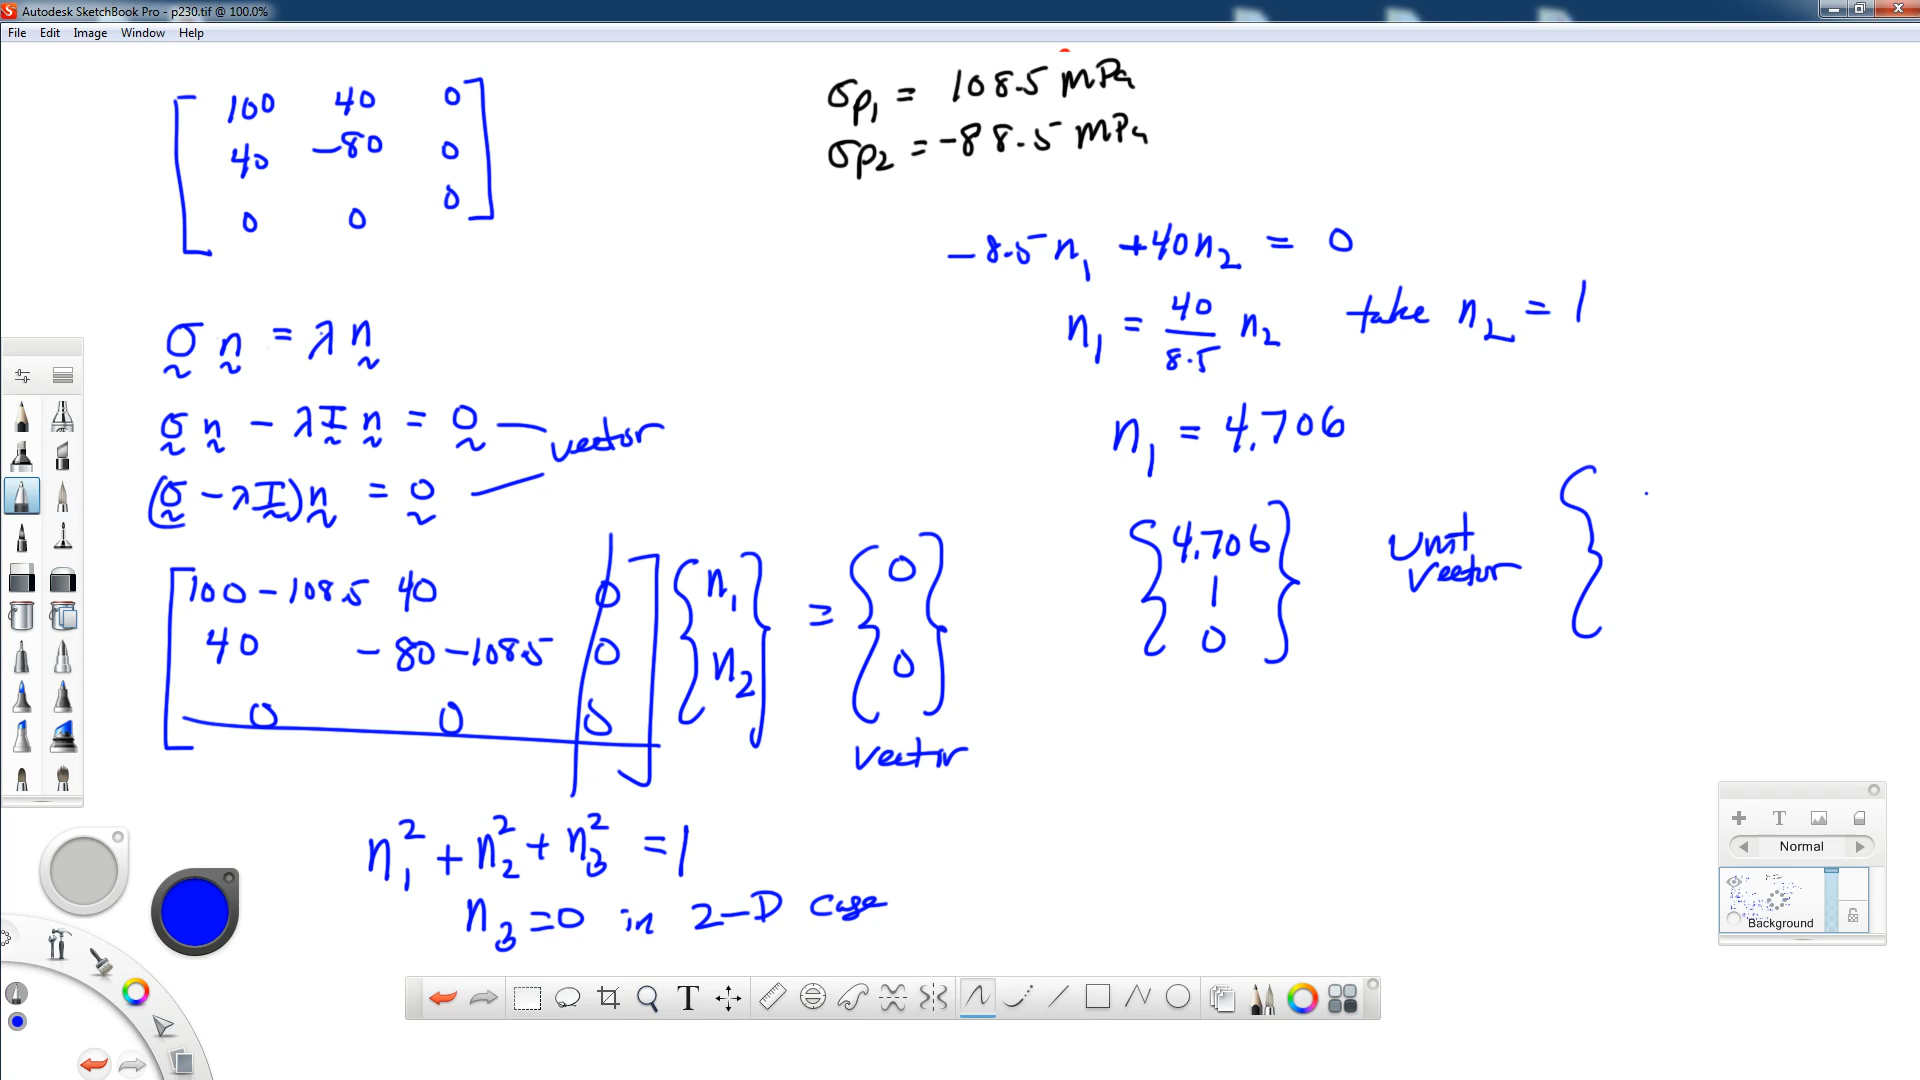 Autodesk SketchBook Pro - p230.tif @ 100.0%
File Edit Image Window Help
100 40 0
40 -80 0
0 0 0
σp1 = 108.5 mPa
σp2 = -88.5 mPa
σ n = λ n
σ n - λ I n = 0
vector
(σ - λI) n = 0
100 - 108.5 40 0
40 - 80 - 108.5 0
0 0 0
n1
n2
=
0
0
vector
n1² + n2² + n3² = 1
n3 = 0 in 2-D case
-8.5 n1 + 40n2 = 0
n1 = 40/8.5 n2 take n2 = 1
n1 = 4.706
4.706
1
0
unit
vector
Normal
Background